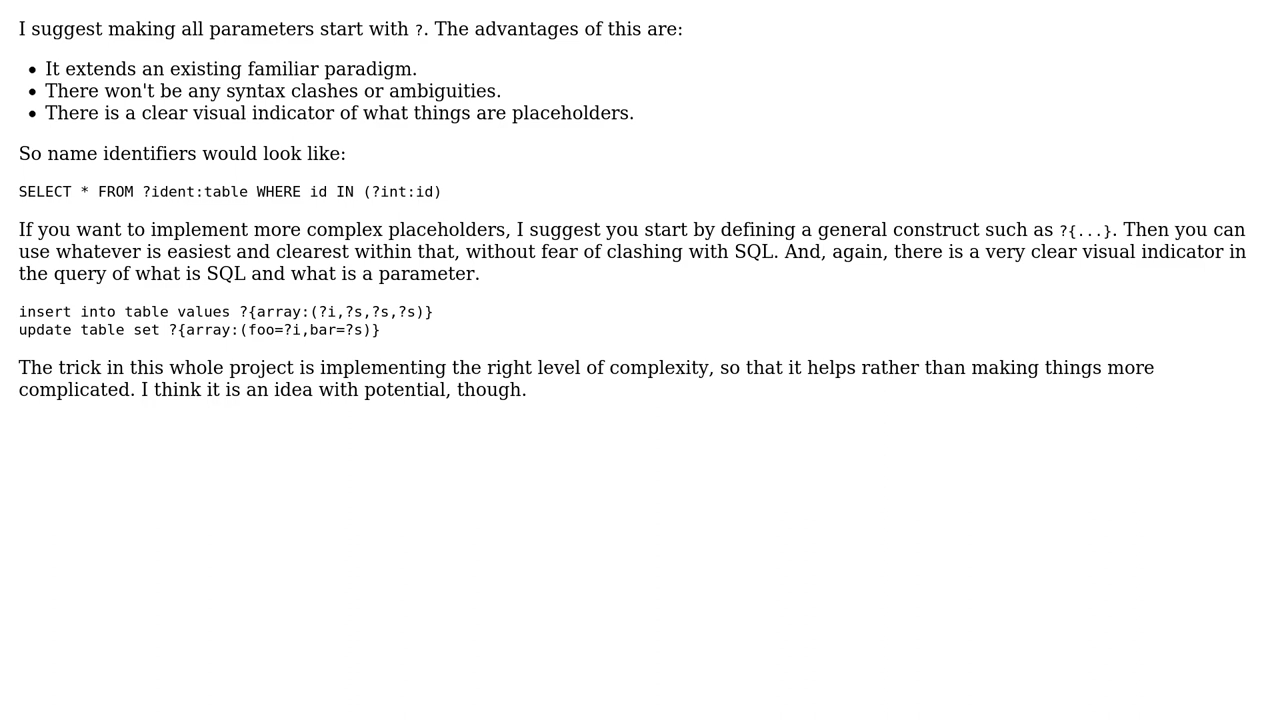 I suggest making all parameters start with ?. The advantages of this are:
• It extends an existing familiar paradigm.
• There won't be any syntax clashes or ambiguities.
• There is a clear visual indicator of what things are placeholders.
So name identifiers would look like:
SELECT * FROM ?ident:table WHERE id IN (?int:id)
If you want to implement more complex placeholders, I suggest you start by defining a general construct such as ?{...}. Then you can
use whatever is easiest and clearest within that, without fear of clashing with SQL. And, again, there is a very clear visual indicator in
the query of what is SQL and what is a parameter.
insert into table values ?{array:(?i,?s,?s,?s)}
update table set ?{array:(foo=?i,bar=?s)}
The trick in this whole project is implementing the right level of complexity, so that it helps rather than making things more
complicated. I think it is an idea with potential, though.